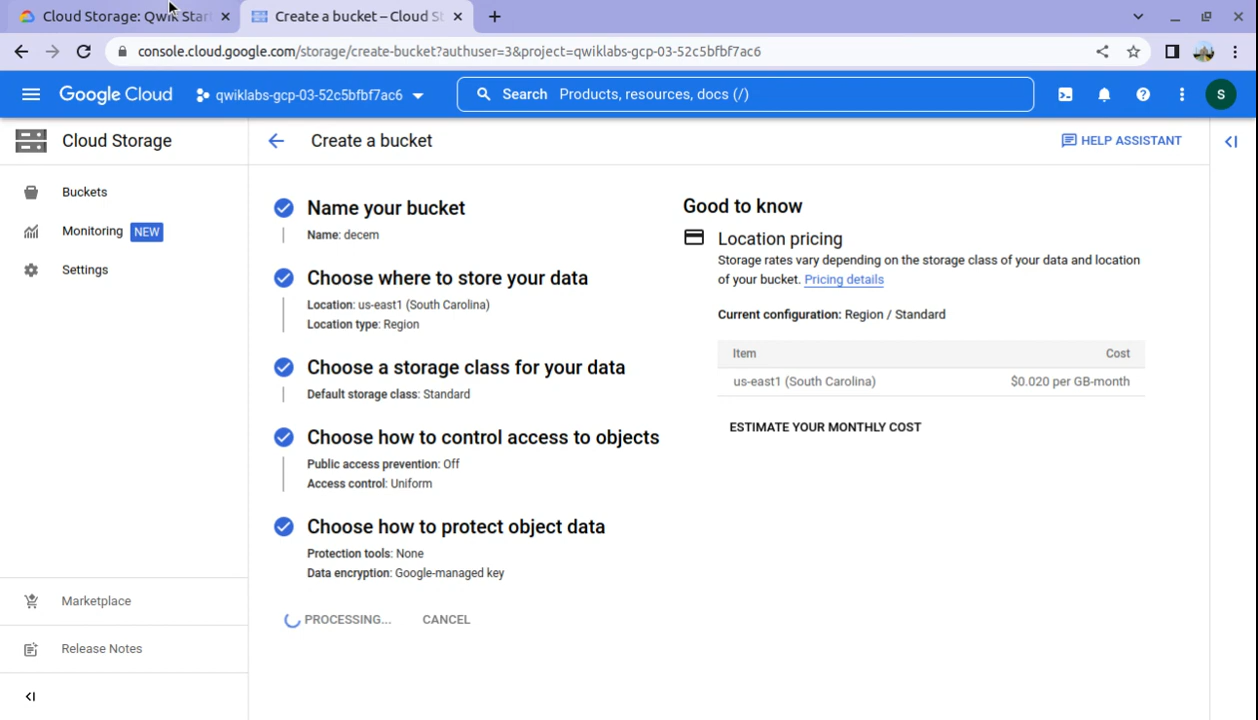 Cloud Storage: Qwik Start
Create a bucket – Cloud St
console.cloud.google.com/storage/create-bucket?authuser=3&project=qwiklabs-gcp-03-52c5bfbf7ac6
Google Cloud
qwiklabs-gcp-03-52c5bfbf7ac6
Search Products, resources, docs (/)
S
Cloud Storage
Create a bucket
HELP ASSISTANT
Buckets
Monitoring NEW
Settings
Marketplace
Release Notes
Name your bucket
Name: decem
Choose where to store your data
Location: us-east1 (South Carolina)
Location type: Region
Choose a storage class for your data
Default storage class: Standard
Choose how to control access to objects
Public access prevention: Off
Access control: Uniform
Choose how to protect object data
Protection tools: None
Data encryption: Google-managed key
PROCESSING... CANCEL
Good to know
Location pricing
Storage rates vary depending on the storage class of your data and location
of your bucket. Pricing details
Current configuration: Region / Standard
Item Cost
us-east1 (South Carolina) $0.020 per GB-month
ESTIMATE YOUR MONTHLY COST